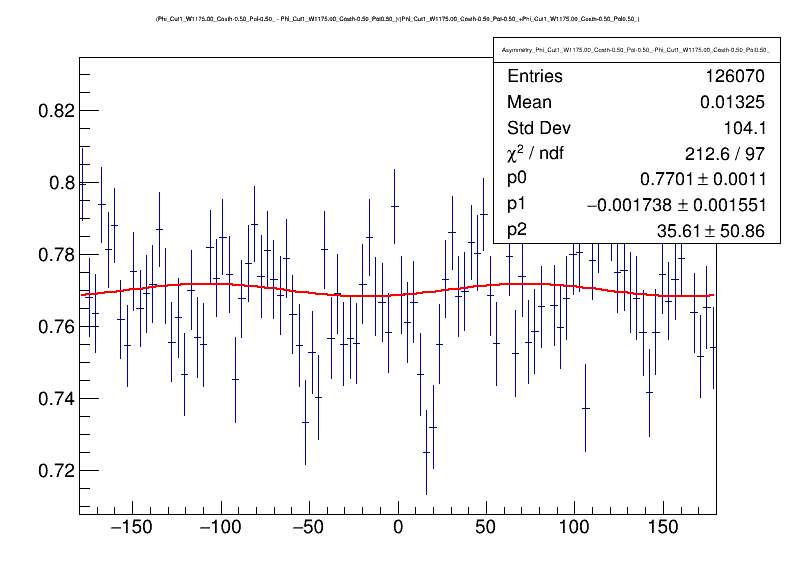 (Phi_Cut1_W1175.00_Costh-0.50_Pol-0.50_ - Phi_Cut1_W1175.00_Costh-0.50_Pol0.50_)/(Phi_Cut1_W1175.00_Costh-0.50_Pol-0.50_+Phi_Cut1_W1175.00_Costh-0.50_Pol0.50_)
Asymmetry_Phi_Cut1_W1175.00_Costh-0.50_Pol-0.50_-Phi_Cut1_W1175.00_Costh-0.50_Pol0.50_
Entries 126070
Mean 0.01325
Std Dev 104.1
χ² / ndf 212.6 / 97
p0 0.7701 ± 0.0011
p1 −0.001738 ± 0.001551
p2 35.61 ± 50.86
0.82
0.8
0.78
0.76
0.74
0.72
−150 −100 −50 0 50 100 150